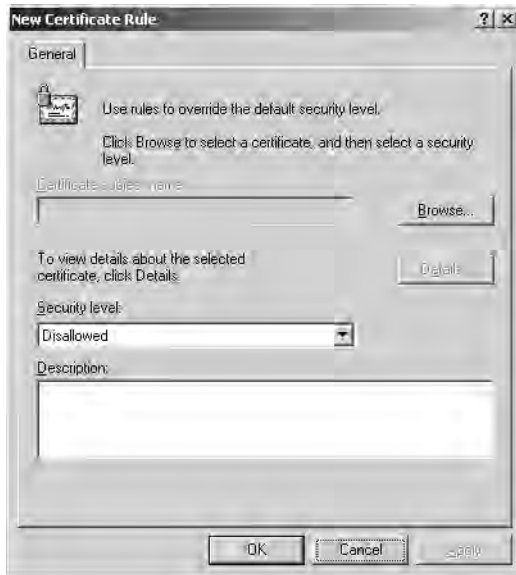 New Certificate Rule
General
Use rules to override the default security level.
Click Browse to select a certificate, and then select a security
level.
Certificate subject name:
Browse...
To view details about the selected
certificate, click Details.
Details
Security level:
Disallowed
Description:
OK
Cancel
Apply